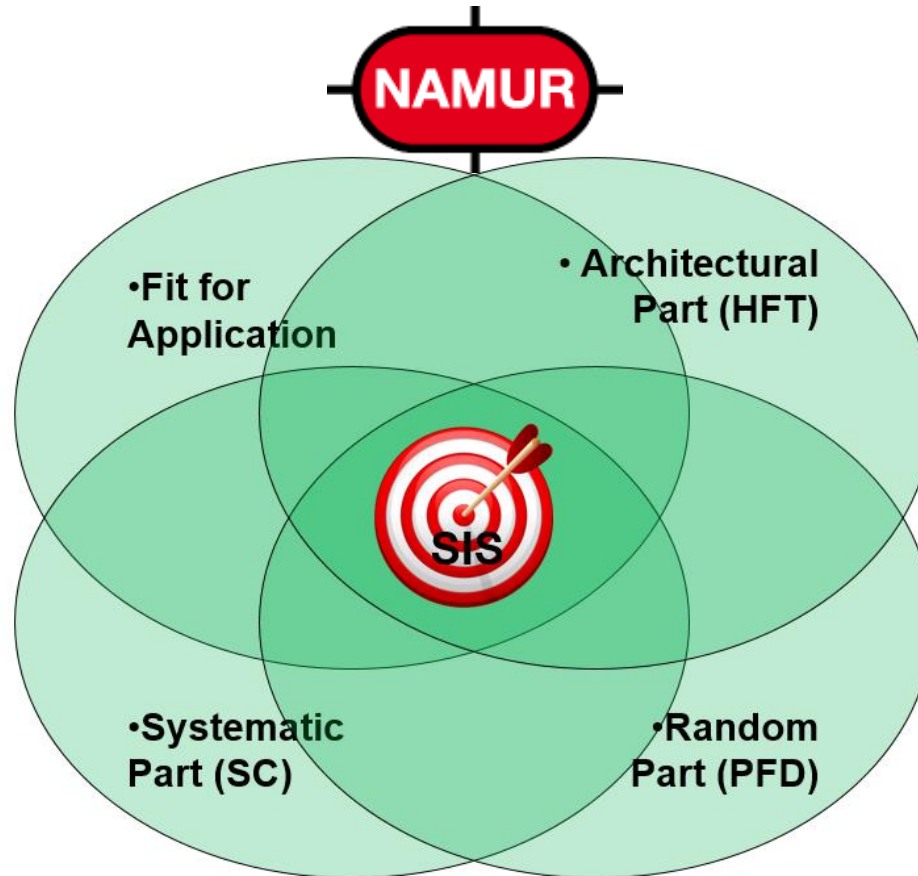 NAMUR
•Fit for
Application
• Architectural
Part (HFT)
SIS
•Systematic
Part (SC)
•Random
Part (PFD)